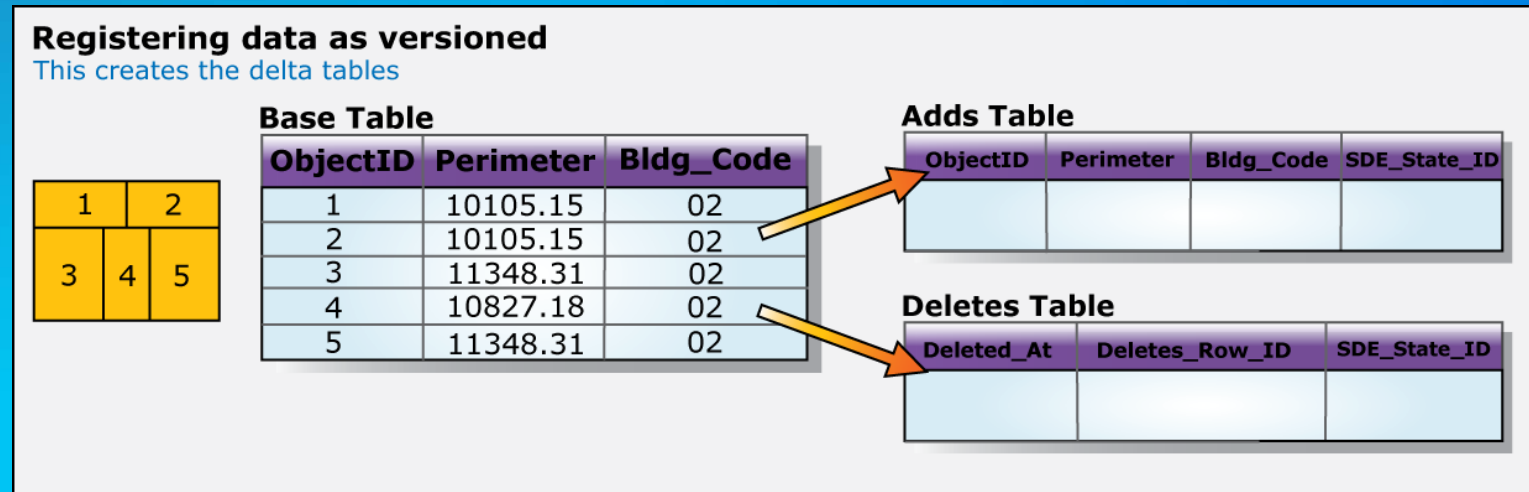 Registering data as versioned
This creates the delta tables
1 2
3 4 5
Base Table
ObjectID Perimeter Bldg_Code
1 10105.15 02
2 10105.15 02
3 11348.31 02
4 10827.18 02
5 11348.31 02
Adds Table
ObjectID Perimeter Bldg_Code SDE_State_ID
Deletes Table
Deleted_At Deletes_Row_ID SDE_State_ID